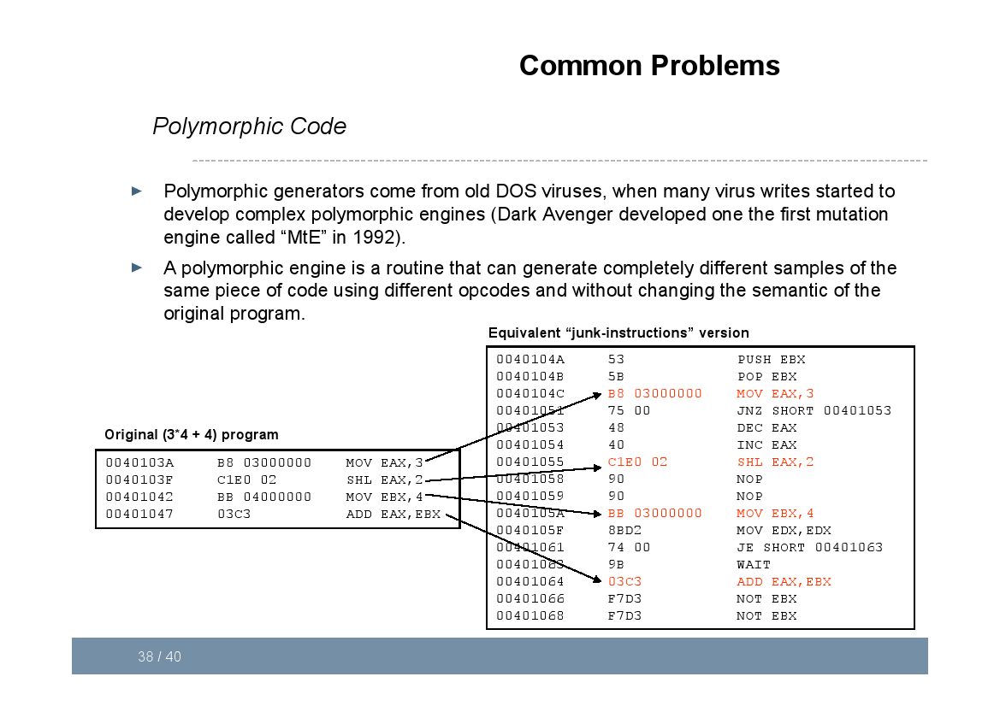 Common Problems
Polymorphic Code
► Polymorphic generators come from old DOS viruses, when many virus writes started to
develop complex polymorphic engines (Dark Avenger developed one the first mutation
engine called “MtE” in 1992).
► A polymorphic engine is a routine that can generate completely different samples of the
same piece of code using different opcodes and without changing the semantic of the
original program.
Original (3*4 + 4) program
0040103A B8 03000000 MOV EAX,3
0040103F C1E0 02 SHL EAX,2
00401042 BB 04000000 MOV EBX,4
00401047 03C3 ADD EAX,EBX
Equivalent “junk-instructions” version
0040104A 53 PUSH EBX
0040104B 5B POP EBX
0040104C B8 03000000 MOV EAX,3
00401051 75 00 JNZ SHORT 00401053
00401053 48 DEC EAX
00401054 40 INC EAX
00401055 C1E0 02 SHL EAX,2
00401058 90 NOP
00401059 90 NOP
0040105A BB 03000000 MOV EBX,4
0040105F 8BD2 MOV EDX,EDX
00401061 74 00 JE SHORT 00401063
00401063 9B WAIT
00401064 03C3 ADD EAX,EBX
00401066 F7D3 NOT EBX
00401068 F7D3 NOT EBX
38 / 40